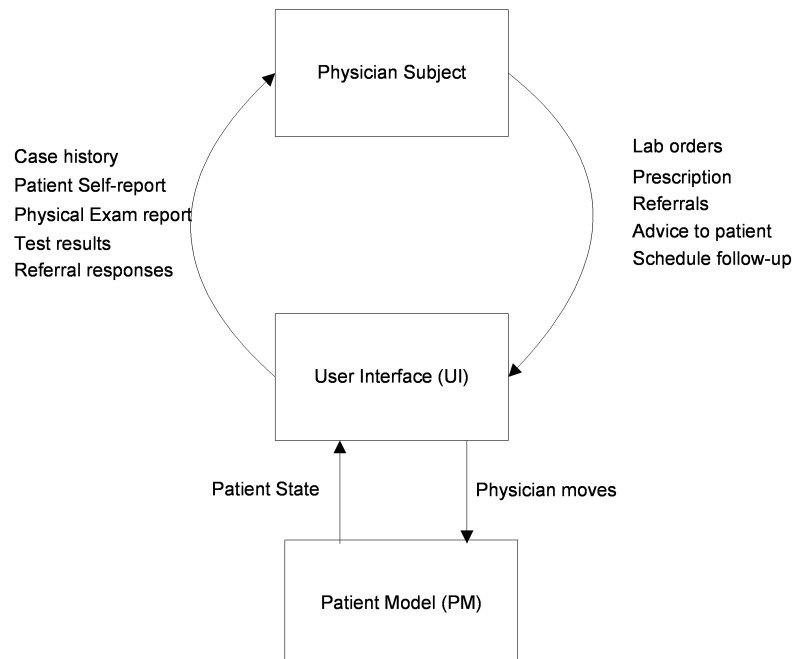 Physician Subject
Case history
Patient Self-report
Physical Exam report
Test results
Referral responses
Lab orders
Prescription
Referrals
Advice to patient
Schedule follow-up
User Interface (UI)
Patient State
Physician moves
Patient Model (PM)